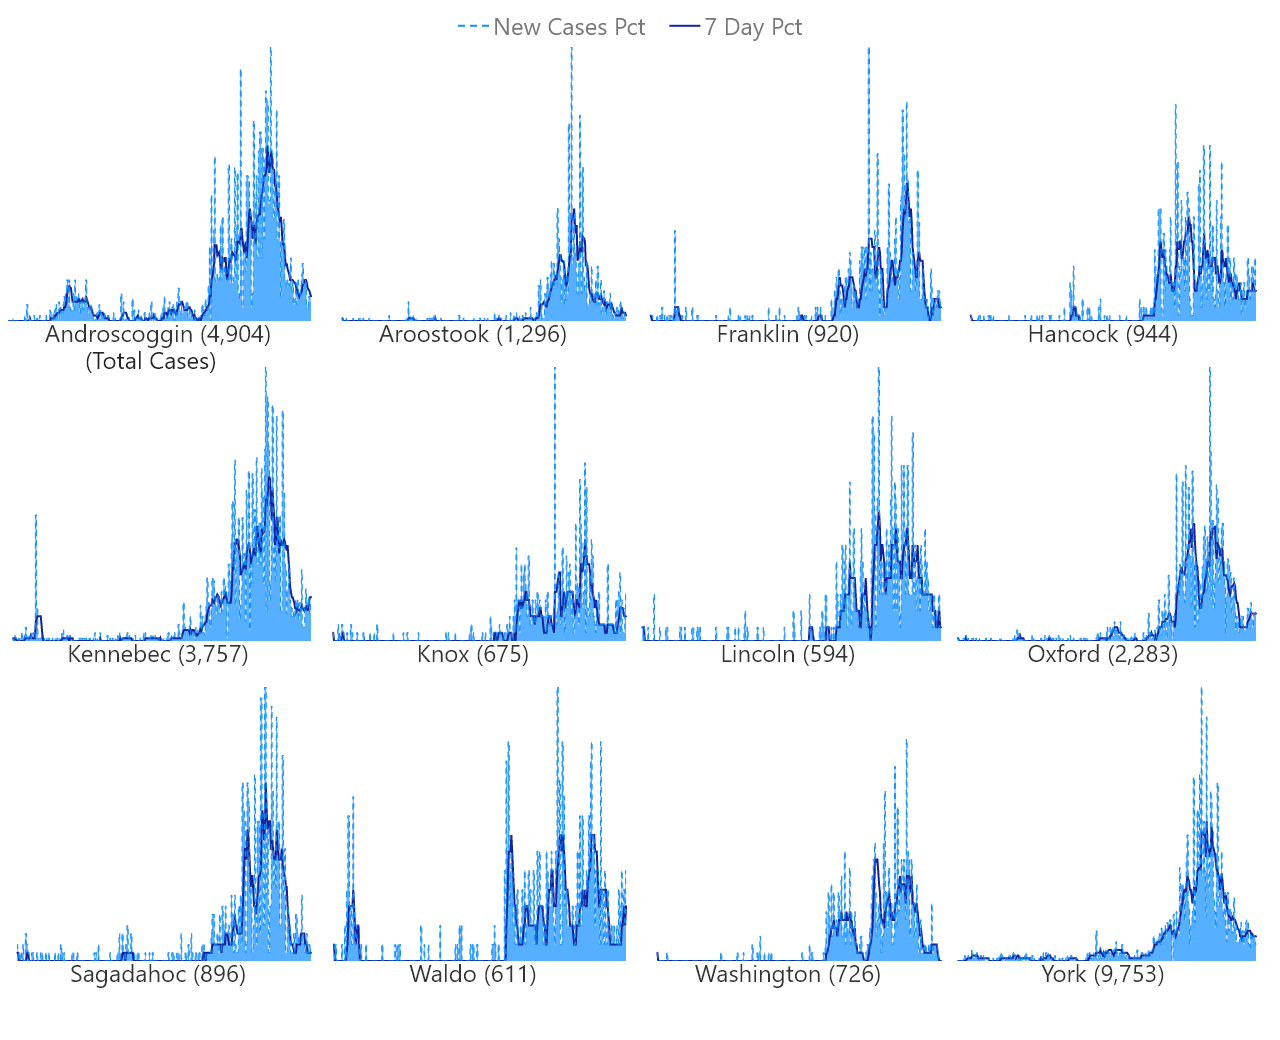 New Cases Pct 7 Day Pct
Androscoggin (4,904) Aroostook (1,296) Franklin (920) Hancock (944)
(Total Cases)
Kennebec (3,757) Knox (675) Lincoln (594) Oxford (2,283)
Sagadahoc (896) Waldo (611) Washington (726) York (9,753)